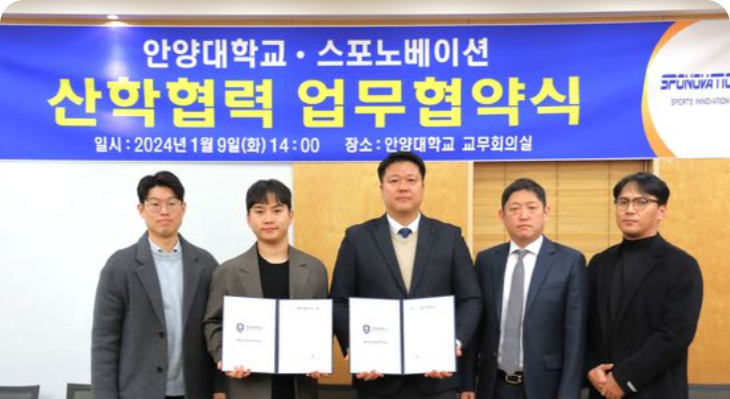 안양대학교 · 스포노베이션
산학협력 업무협약식
일시 : 2024년 1월 9일(화) 14 : 00 장소 : 안양대학교 교무회의실
SPONOVATIO
SPORTS INNOVATION